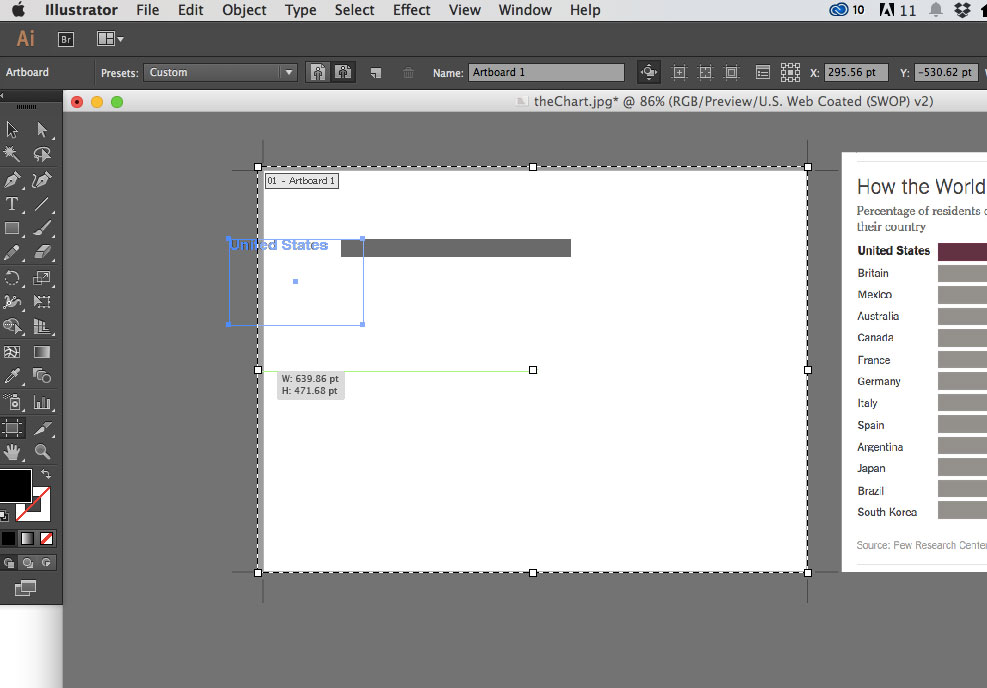 Illustrator File Edit Object Type Select Effect View Window Help 10 11
Ai Br
Artboard Presets: Custom Name: Artboard 1 X: 295.56 pt Y: -530.62 pt
theChart.jpg* @ 86% (RGB/Preview/U.S. Web Coated (SWOP) v2)
01 - Artboard 1
United States
W: 639.86 pt
H: 471.68 pt
How the World
Percentage of residents
their country
United States
Britain
Mexico
Australia
Canada
France
Germany
Italy
Spain
Argentina
Japan
Brazil
South Korea
Source: Pew Research Center